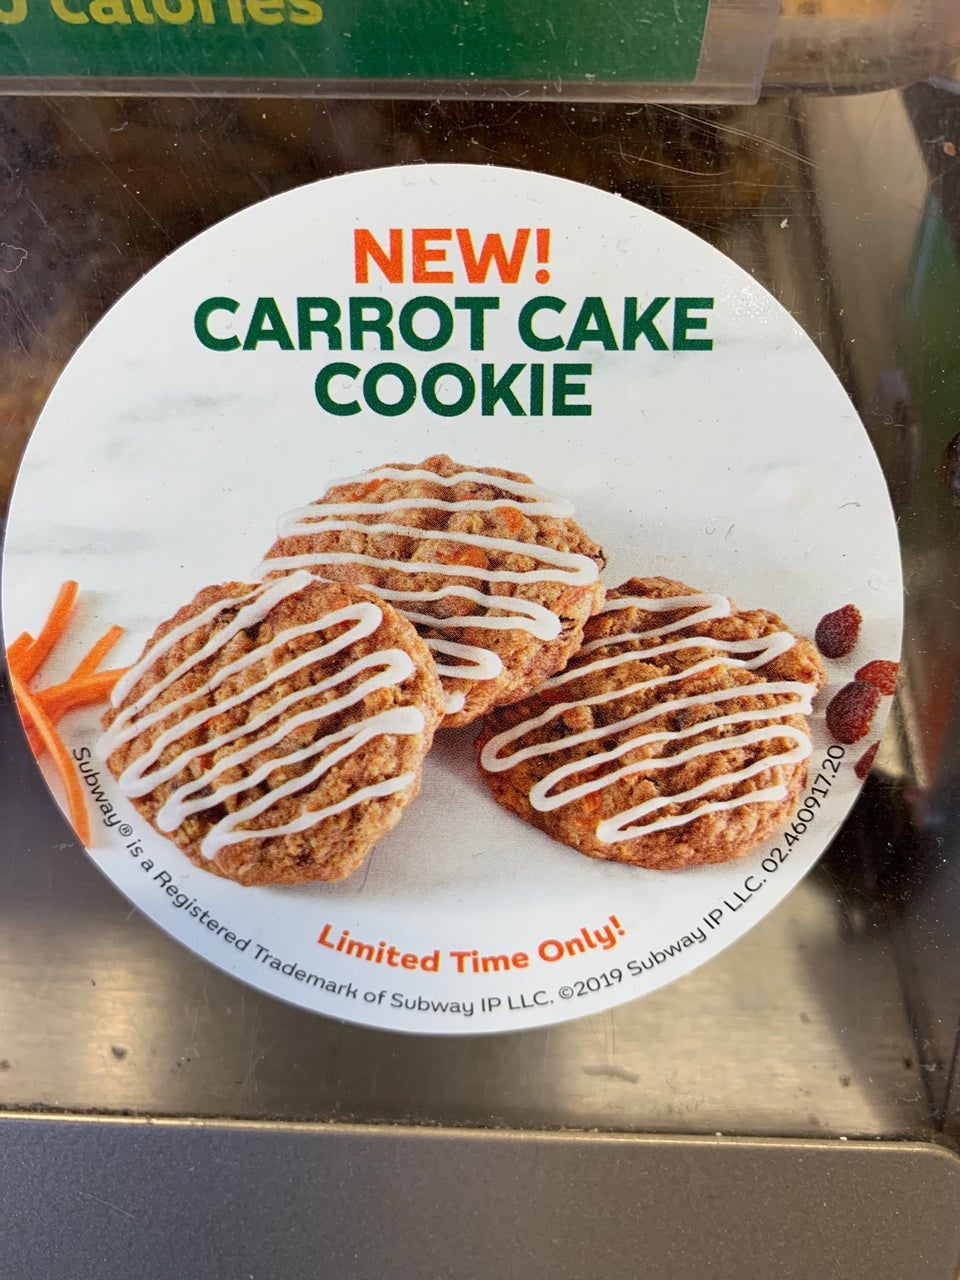 calories
NEW!
CARROT CAKE
COOKIE
Limited Time Only!
Subway® is a Registered Trademark of Subway IP LLC. ©2019 Subway IP LLC. 02.460917.20